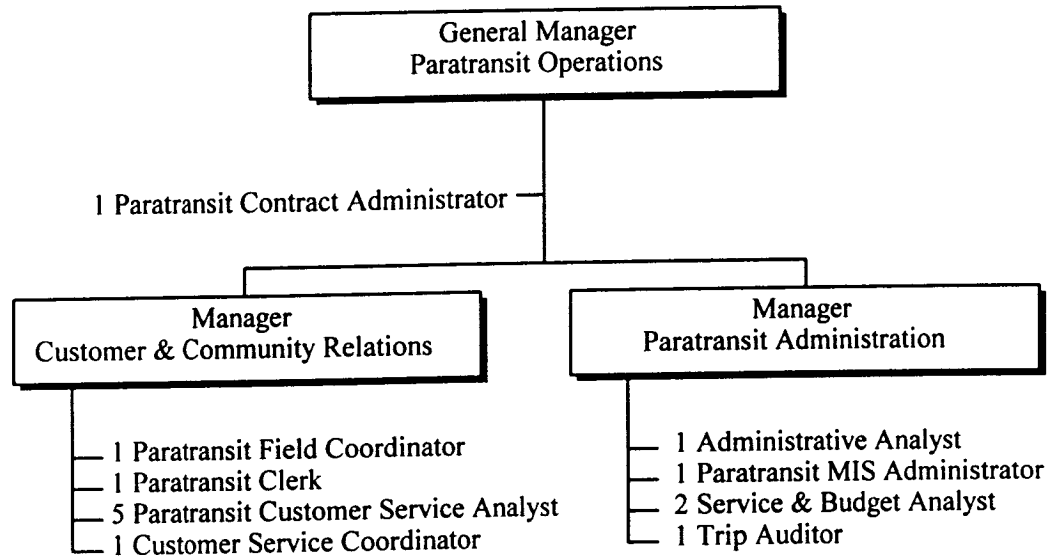 General Manager
Paratransit Operations
1 Paratransit Contract Administrator
Manager
Customer & Community Relations
1 Paratransit Field Coordinator
1 Paratransit Clerk
5 Paratransit Customer Service Analyst
1 Customer Service Coordinator
Manager
Paratransit Administration
1 Administrative Analyst
1 Paratransit MIS Administrator
2 Service & Budget Analyst
1 Trip Auditor